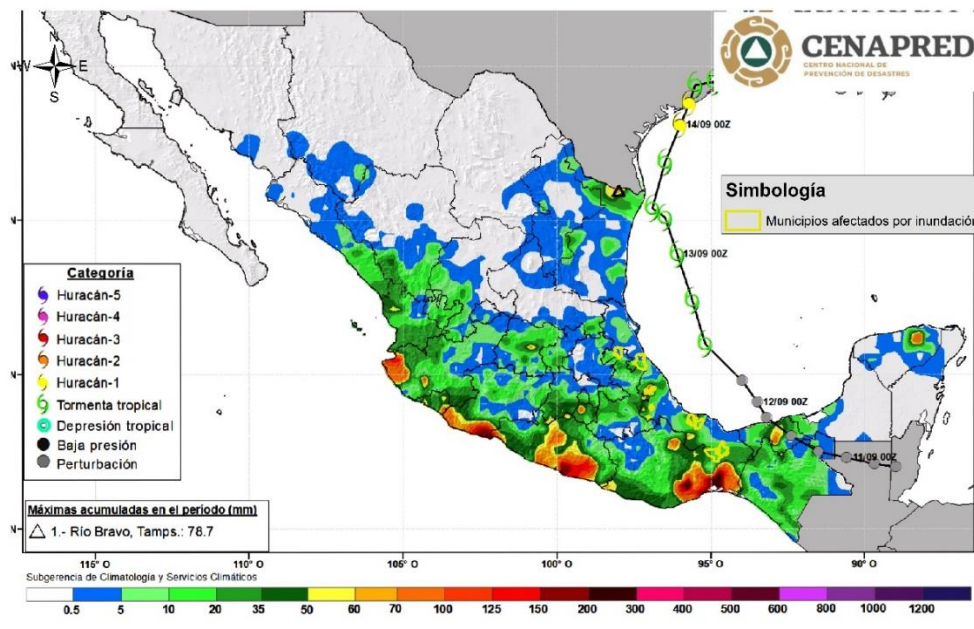 CENAPRED
CENTRO NACIONAL DE
PREVENCIÓN DE DESASTRES
N
W
E
S
14/09 00Z
Simbología
Municipios afectados por inundación
13/09 00Z
Categoría
Huracán-5
Huracán-4
Huracán-3
Huracán-2
Huracán-1
Tormenta tropical
Depresión tropical
Baja presión
Perturbación
12/09 00Z
11/09 00Z
Máximas acumuladas en el periodo (mm)
1.- Río Bravo, Tamps.: 78.7
115° O 110° O 105° O 100° O 95° O 90° O
Subgerencia de Climatología y Servicios Climáticos
0.5 5 10 20 35 50 60 70 100 125 150 200 300 400 500 600 800 1000 1200